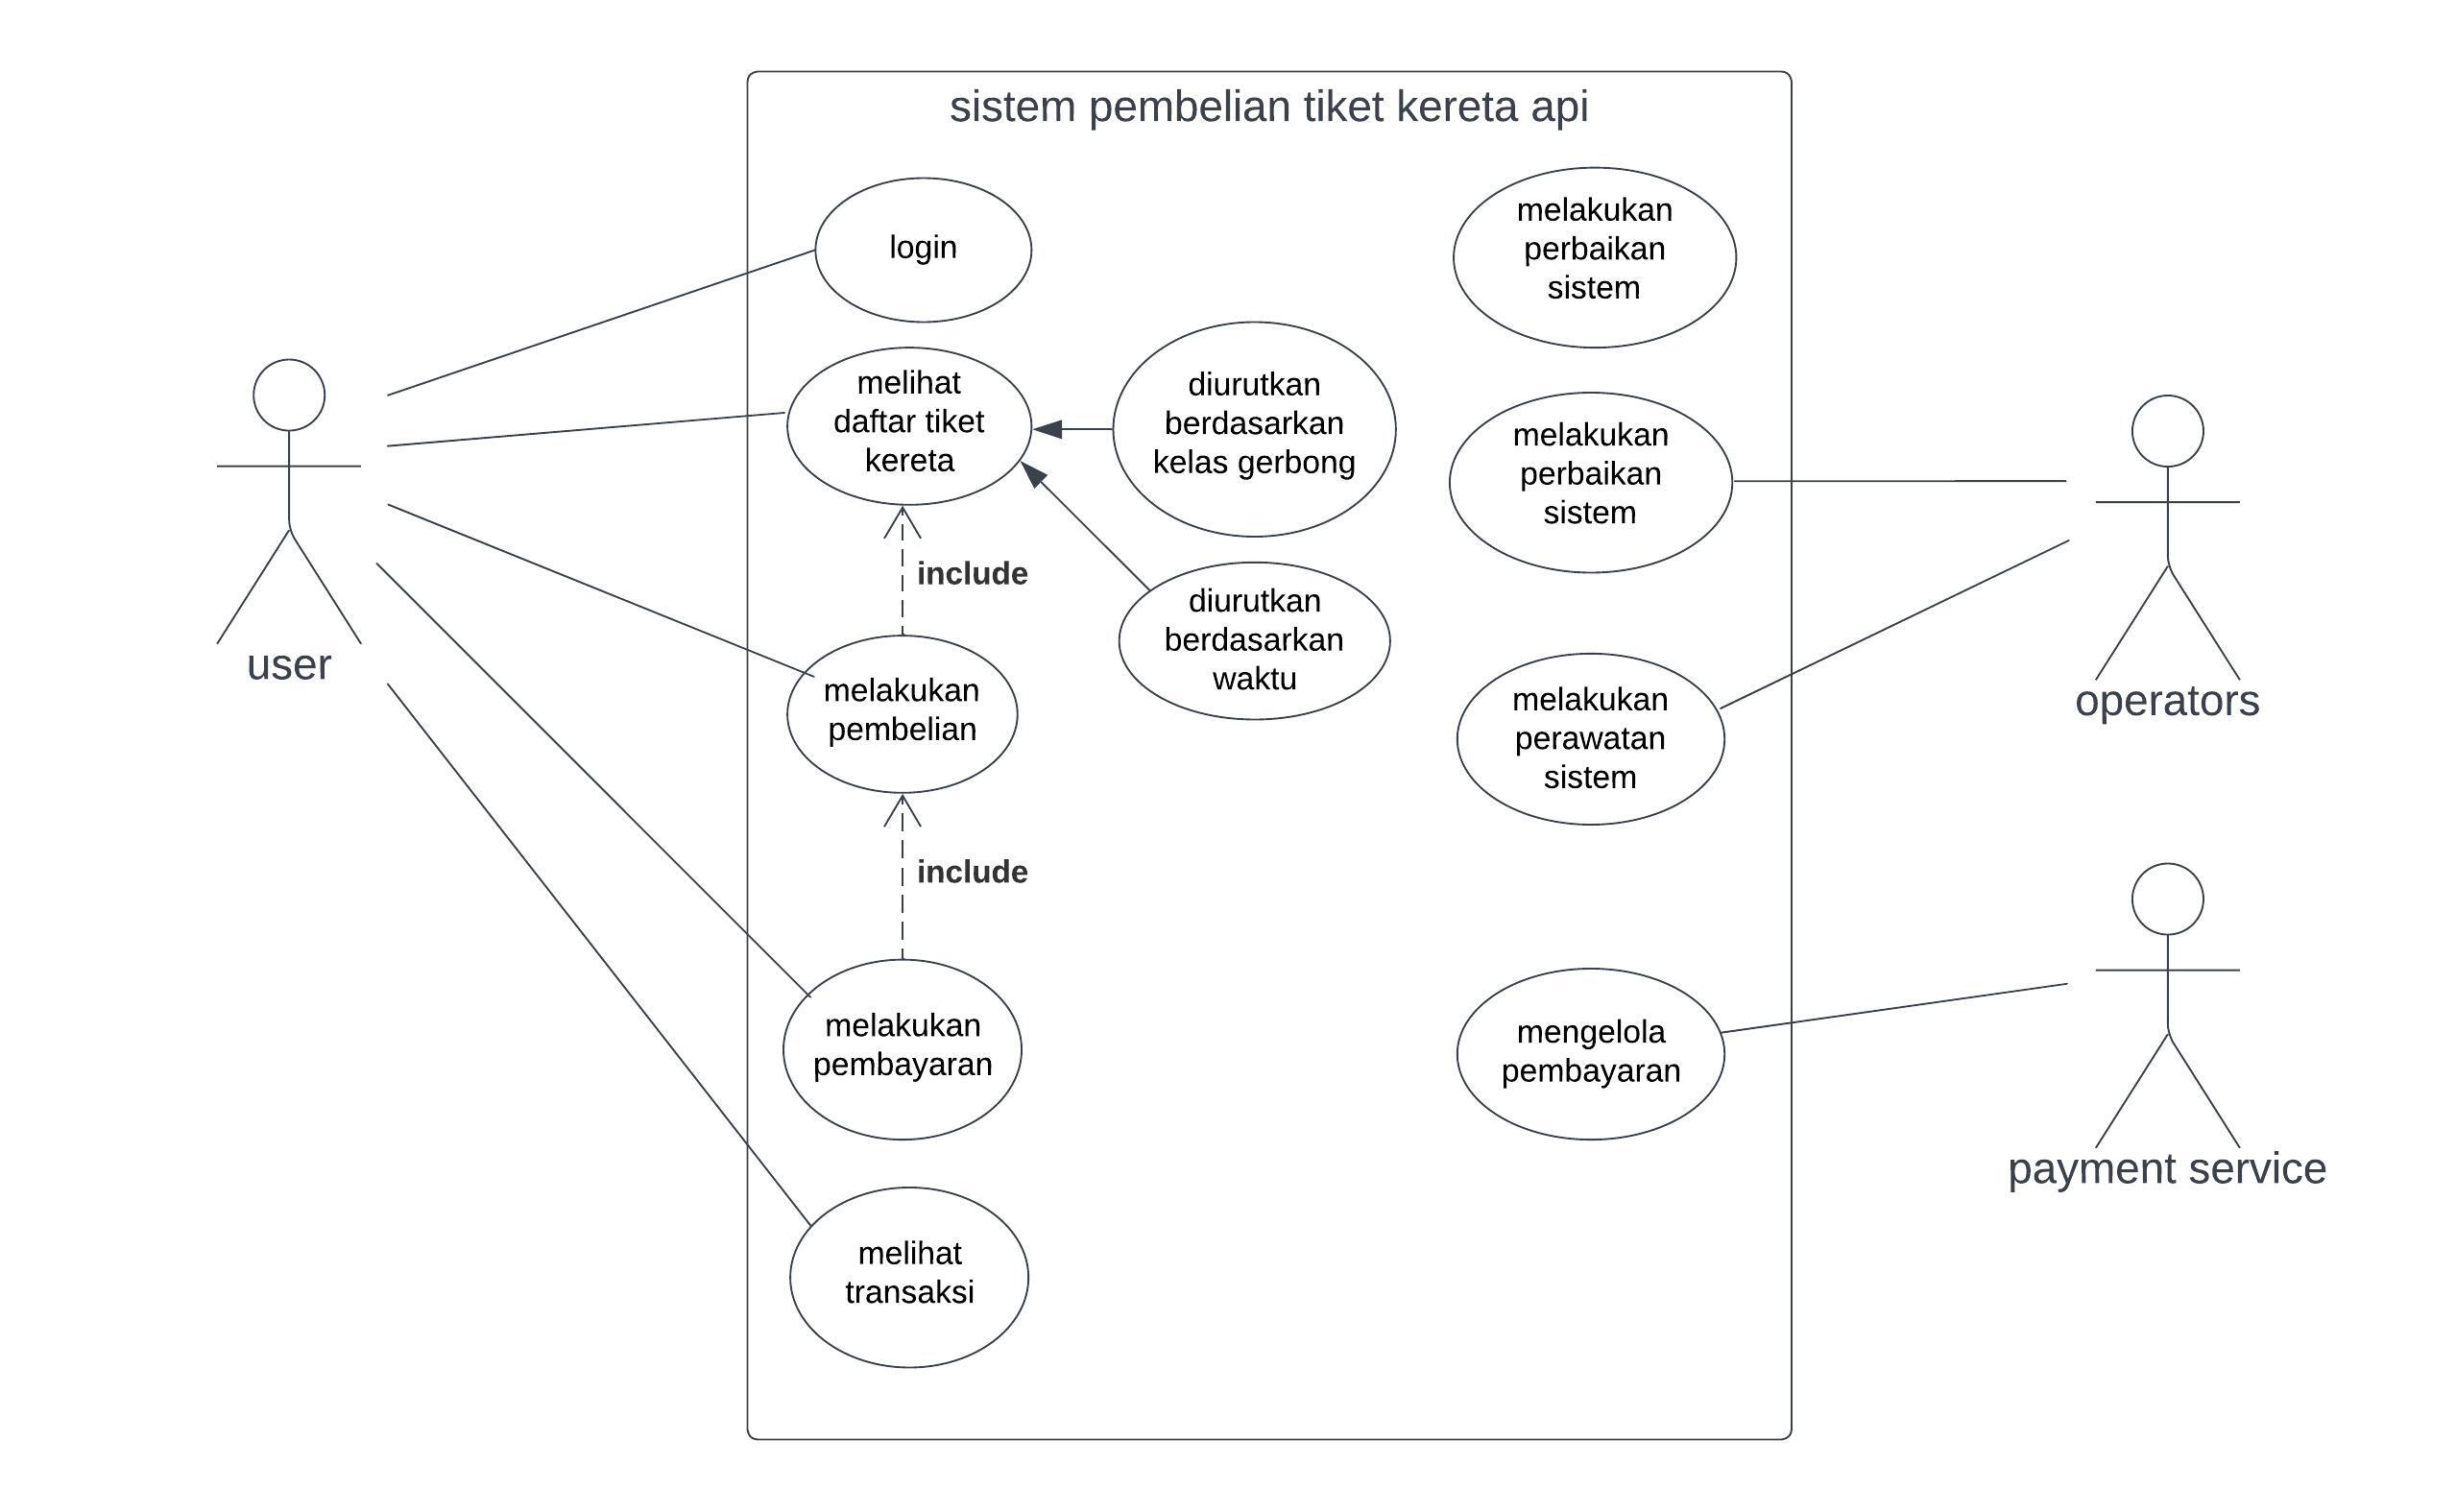 sistem pembelian tiket kereta api
login
melihat
daftar tiket
kereta
diurutkan
berdasarkan
kelas gerbong
include
diurutkan
berdasarkan
waktu
melakukan
pembelian
include
melakukan
pembayaran
melihat
transaksi
melakukan
perbaikan
sistem
melakukan
perbaikan
sistem
melakukan
perawatan
sistem
mengelola
pembayaran
user
operators
payment service